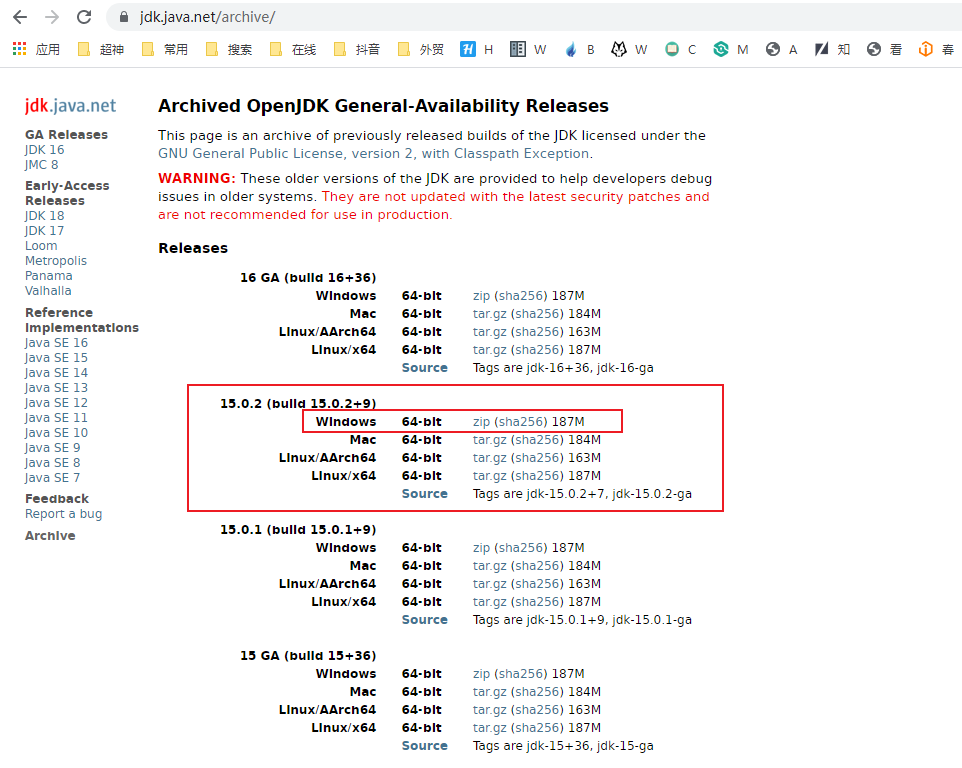 jdk.java.net/archive/
应用 超神 常用 搜索 在线 抖音 外贸 H W B W C M A 知 看 春
jdk.java.net
GA Releases
JDK 16
JMC 8
Early-Access
Releases
JDK 18
JDK 17
Loom
Metropolis
Panama
Valhalla
Reference
Implementations
Java SE 16
Java SE 15
Java SE 14
Java SE 13
Java SE 12
Java SE 11
Java SE 10
Java SE 9
Java SE 8
Java SE 7
Feedback
Report a bug
Archive
Archived OpenJDK General-Availability Releases
This page is an archive of previously released builds of the JDK licensed under the
GNU General Public License, version 2, with Classpath Exception.
WARNING: These older versions of the JDK are provided to help developers debug
issues in older systems. They are not updated with the latest security patches and
are not recommended for use in production.
Releases
16 GA (build 16+36)
Windows 64-bit zip (sha256) 187M
Mac 64-bit tar.gz (sha256) 184M
Linux/AArch64 64-bit tar.gz (sha256) 163M
Linux/x64 64-bit tar.gz (sha256) 187M
Source Tags are jdk-16+36, jdk-16-ga
15.0.2 (build 15.0.2+9)
Windows 64-bit zip (sha256) 187M
Mac 64-bit tar.gz (sha256) 184M
Linux/AArch64 64-bit tar.gz (sha256) 163M
Linux/x64 64-bit tar.gz (sha256) 187M
Source Tags are jdk-15.0.2+7, jdk-15.0.2-ga
15.0.1 (build 15.0.1+9)
Windows 64-bit zip (sha256) 187M
Mac 64-bit tar.gz (sha256) 184M
Linux/AArch64 64-bit tar.gz (sha256) 163M
Linux/x64 64-bit tar.gz (sha256) 187M
Source Tags are jdk-15.0.1+9, jdk-15.0.1-ga
15 GA (build 15+36)
Windows 64-bit zip (sha256) 187M
Mac 64-bit tar.gz (sha256) 184M
Linux/AArch64 64-bit tar.gz (sha256) 163M
Linux/x64 64-bit tar.gz (sha256) 187M
Source Tags are jdk-15+36, jdk-15-ga